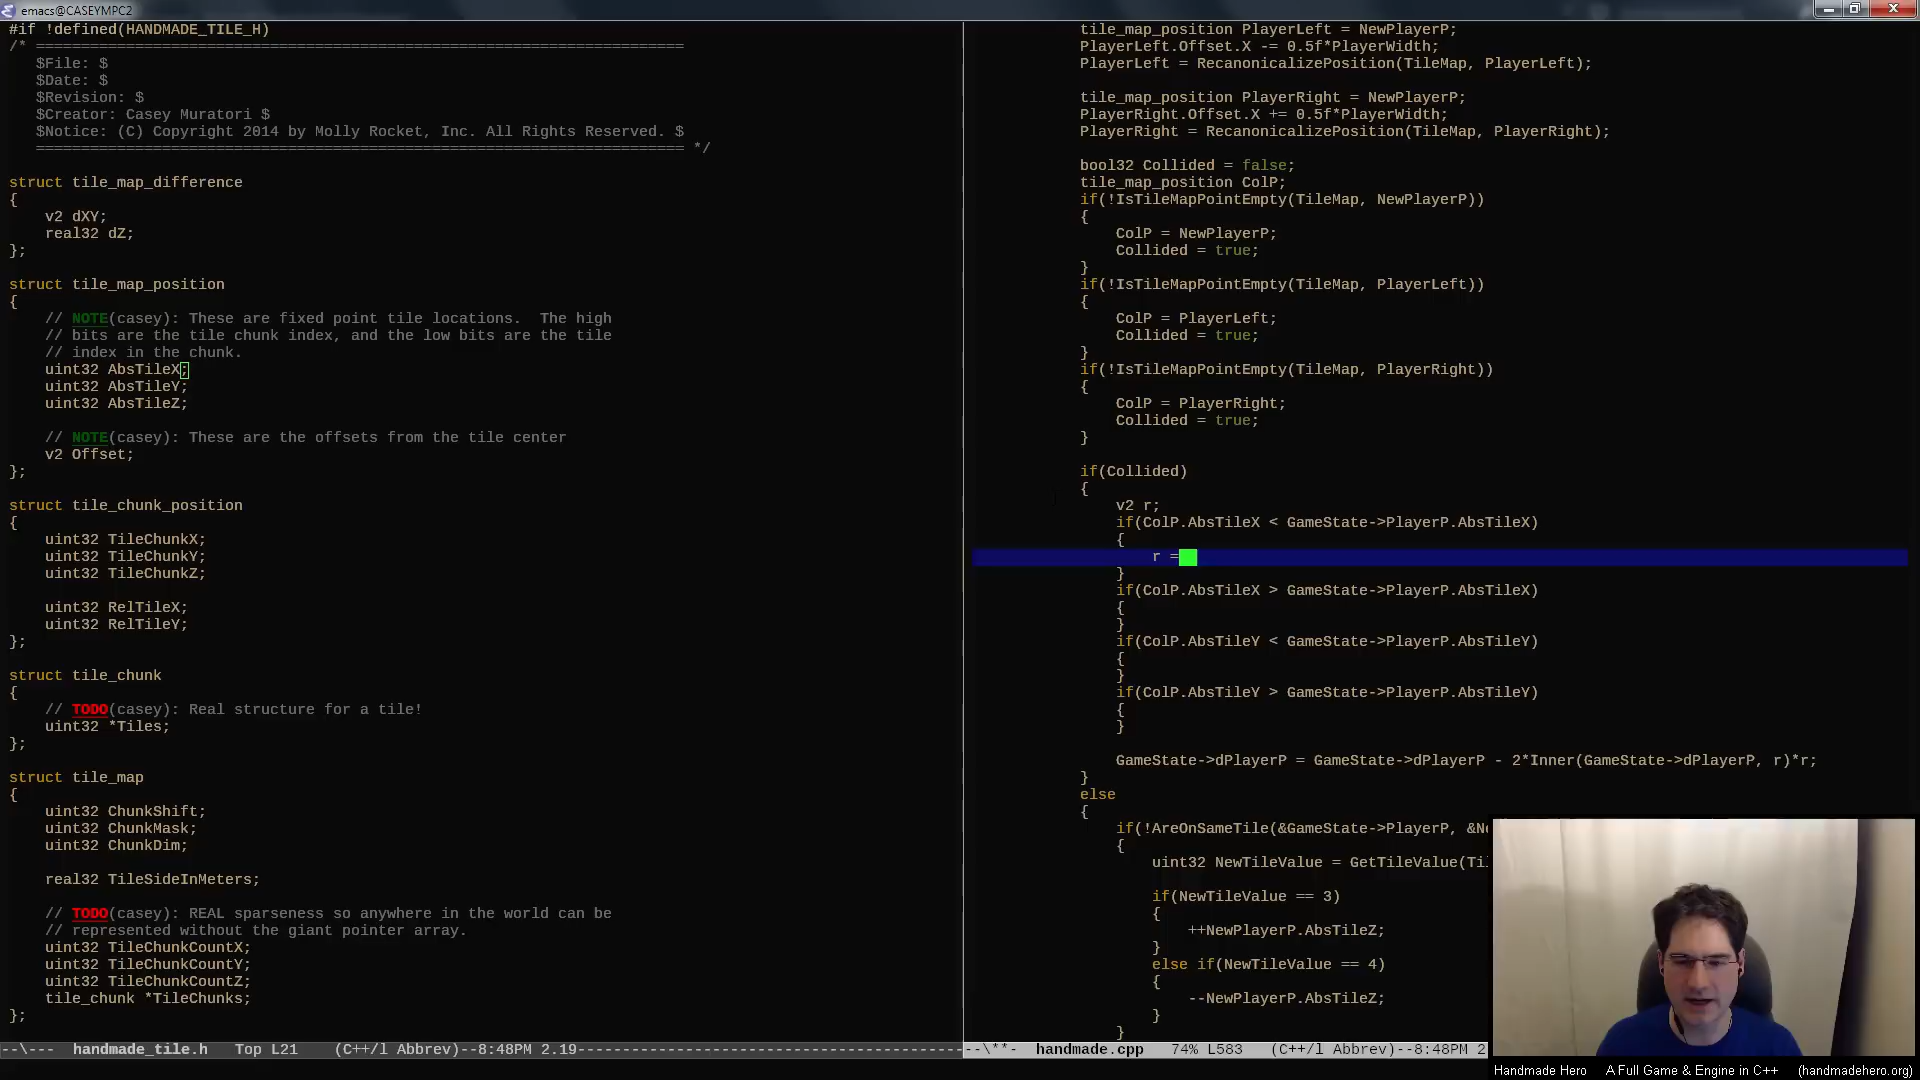 emacs@CASEYMPC2
#if !defined(HANDMADE_TILE_H)
/* ========================================================================
$File: $
$Date: $
$Revision: $
$Creator: Casey Muratori $
$Notice: (C) Copyright 2014 by Molly Rocket, Inc. All Rights Reserved. $
======================================================================== */
struct tile_map_difference
{
v2 dXY;
real32 dZ;
};
struct tile_map_position
{
// NOTE(casey): These are fixed point tile locations.  The high
// bits are the tile chunk index, and the low bits are the tile
// index in the chunk.
uint32 AbsTileX;
uint32 AbsTileY;
uint32 AbsTileZ;
// NOTE(casey): These are the offsets from the tile center
v2 Offset;
};
struct tile_chunk_position
{
uint32 TileChunkX;
uint32 TileChunkY;
uint32 TileChunkZ;
uint32 RelTileX;
uint32 RelTileY;
};
struct tile_chunk
{
// TODO(casey): Real structure for a tile!
uint32 *Tiles;
};
struct tile_map
{
uint32 ChunkShift;
uint32 ChunkMask;
uint32 ChunkDim;
real32 TileSideInMeters;
// TODO(casey): REAL sparseness so anywhere in the world can be
// represented without the giant pointer array.
uint32 TileChunkCountX;
uint32 TileChunkCountY;
uint32 TileChunkCountZ;
tile_chunk *TileChunks;
};
--\---  handmade_tile.h   Top L21    (C++/l Abbrev)--8:48PM 2.19------------------------------------------
tile_map_position PlayerLeft = NewPlayerP;
PlayerLeft.Offset.X -= 0.5f*PlayerWidth;
PlayerLeft = RecanonicalizePosition(TileMap, PlayerLeft);
tile_map_position PlayerRight = NewPlayerP;
PlayerRight.Offset.X += 0.5f*PlayerWidth;
PlayerRight = RecanonicalizePosition(TileMap, PlayerRight);
bool32 Collided = false;
tile_map_position ColP;
if(!IsTileMapPointEmpty(TileMap, NewPlayerP))
{
ColP = NewPlayerP;
Collided = true;
}
if(!IsTileMapPointEmpty(TileMap, PlayerLeft))
{
ColP = PlayerLeft;
Collided = true;
}
if(!IsTileMapPointEmpty(TileMap, PlayerRight))
{
ColP = PlayerRight;
Collided = true;
}
if(Collided)
{
v2 r;
if(ColP.AbsTileX < GameState->PlayerP.AbsTileX)
{
r =
}
if(ColP.AbsTileX > GameState->PlayerP.AbsTileX)
{
}
if(ColP.AbsTileY < GameState->PlayerP.AbsTileY)
{
}
if(ColP.AbsTileY > GameState->PlayerP.AbsTileY)
{
}
GameState->dPlayerP = GameState->dPlayerP - 2*Inner(GameState->dPlayerP, r)*r;
}
else
{
if(!AreOnSameTile(&GameState->PlayerP, &N
{
uint32 NewTileValue = GetTileValue(Ti
if(NewTileValue == 3)
{
++NewPlayerP.AbsTileZ;
}
else if(NewTileValue == 4)
{
--NewPlayerP.AbsTileZ;
}
}
--\**-  handmade.cpp   74% L583   (C++/l Abbrev)--8:48PM 2
Handmade Hero   A Full Game & Engine in C++   (handmadehero.org)